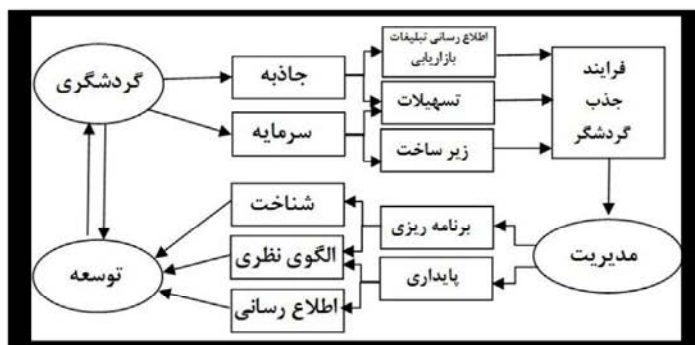 گردشگری
جاذبه
سرمایه
اطلاع رسانی تبلیغات
بازاریابی
تسهیلات
زیر ساخت
فرایند
جذب
گردشگر
مدیریت
برنامه ریزی
پایداری
شناخت
الگوی نظری
اطلاع رسانی
توسعه